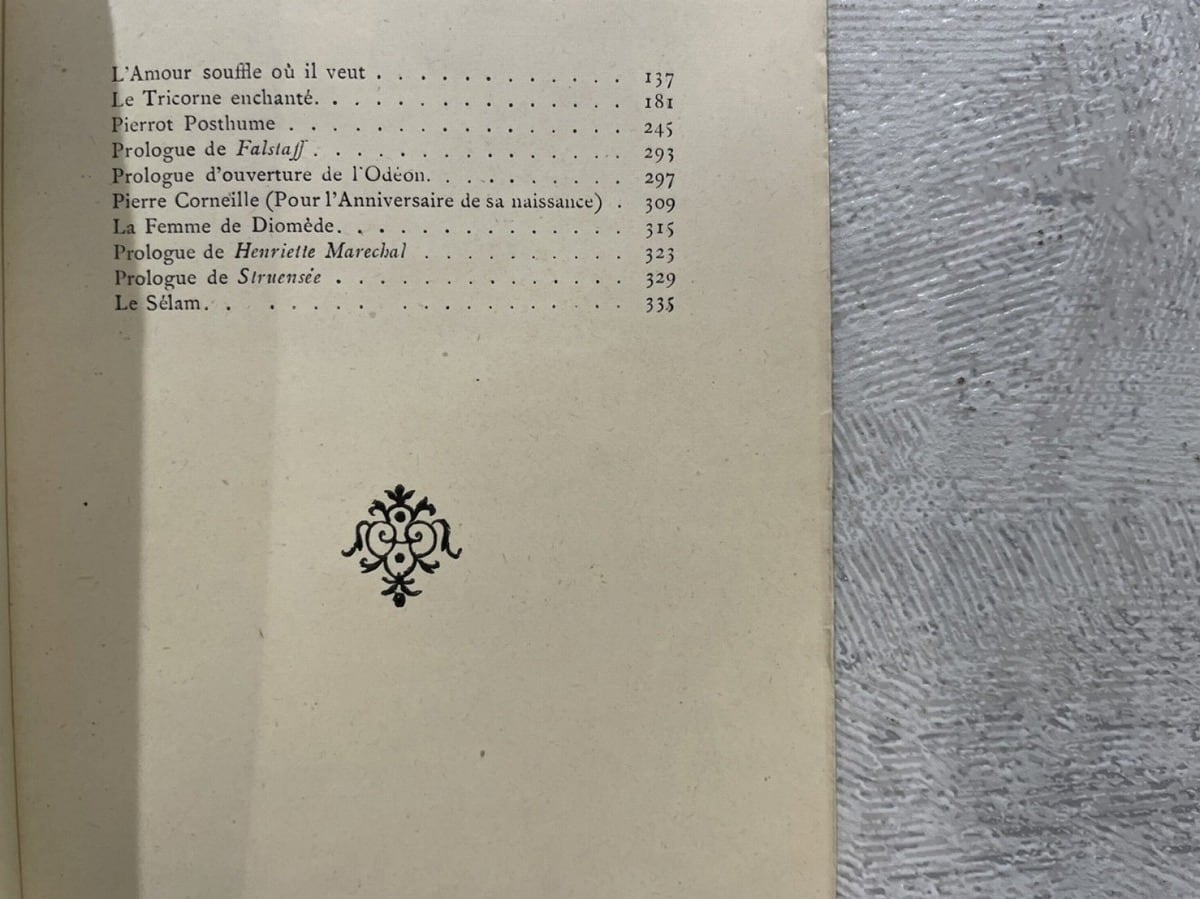 L'Amour souffle où il veut . . . . . . . . . . . . 137
Le Tricorne enchanté. . . . . . . . . . . . . . . 181
Pierrot Posthume . . . . . . . . . . . . . . . . 245
Prologue de Falstaff . . . . . . . . . . . . . . . 293
Prologue d'ouverture de l'Odéon. . . . . . . . . . 297
Pierre Corneille (Pour l'Anniversaire de sa naissance) . 309
La Femme de Diomède. . . . . . . . . . . . . . 315
Prologue de Henriette Marechal . . . . . . . . . . 323
Prologue de Struensée . . . . . . . . . . . . . . 329
Le Sélam. . . . . . . . . . . . . . . . . . . 335